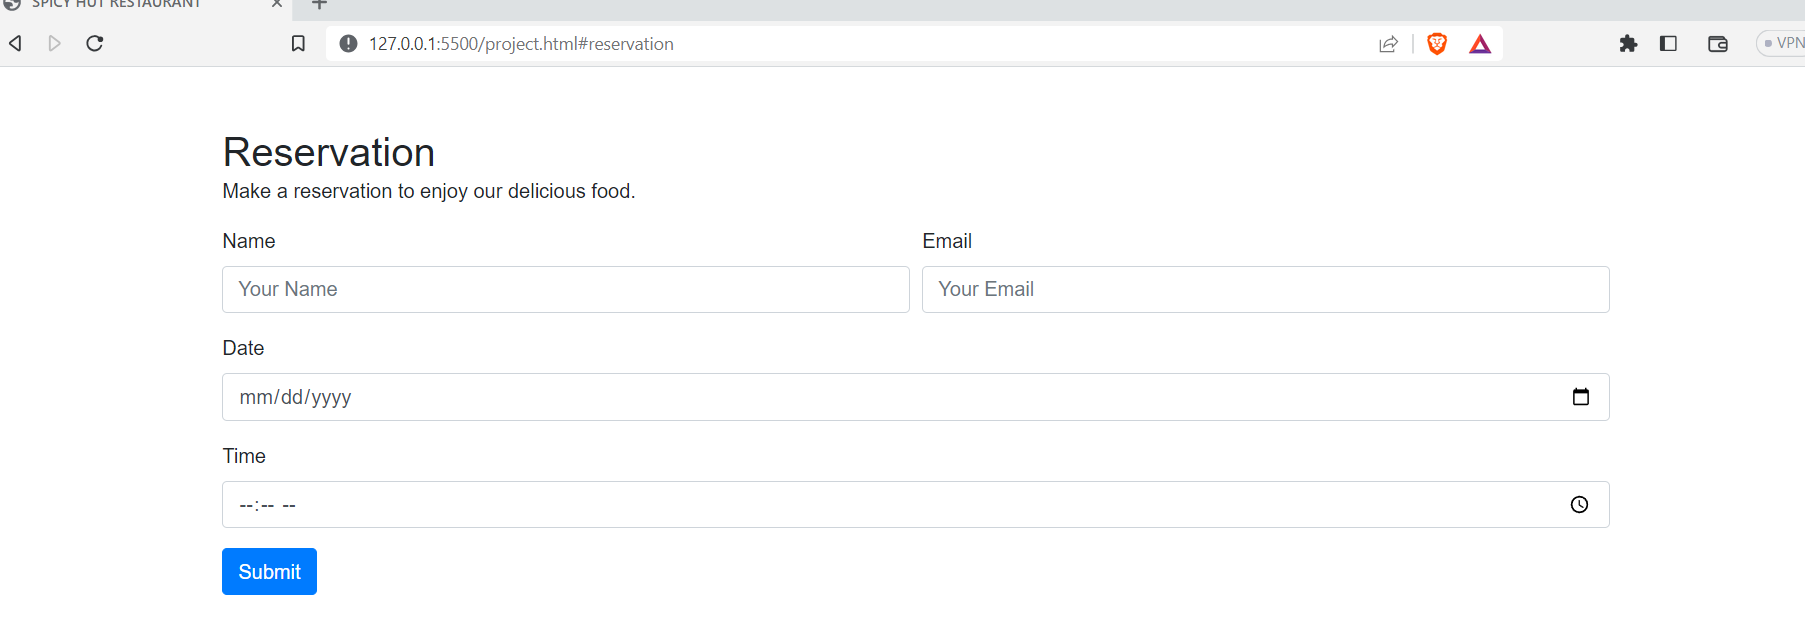 SPICY HUT RESTAURANT
127.0.0.1:5500/project.html#reservation
VPN
Reservation
Make a reservation to enjoy our delicious food.
Name
Email
Your Name
Your Email
Date
mm/dd/yyyy
Time
--:-- --
Submit